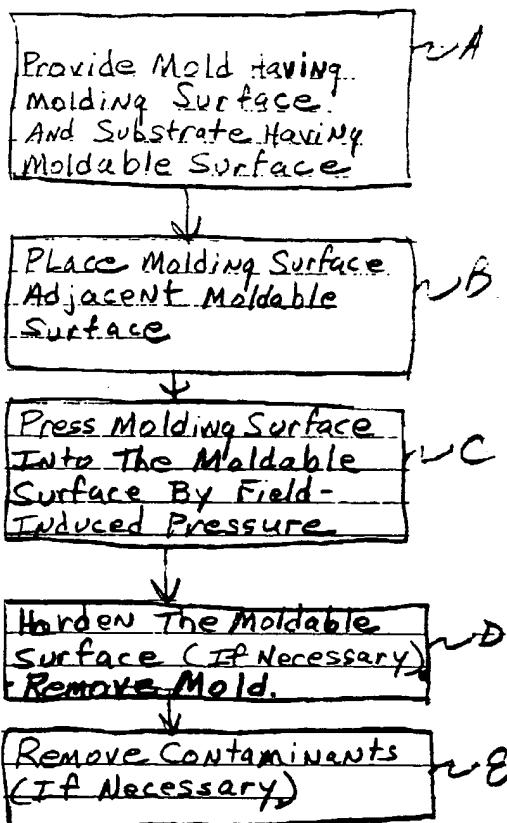 Provide Mold Having
Molding Surface
And Substrate Having
Moldable Surface
A
Place Molding Surface
Adjacent Moldable
Surface
B
Press Molding Surface
Into The Moldable
Surface By Field-
Induced Pressure
C
Harden The Moldable
Surface (If Necessary).
Remove Mold.
D
Remove Contaminants
(If Necessary)
E